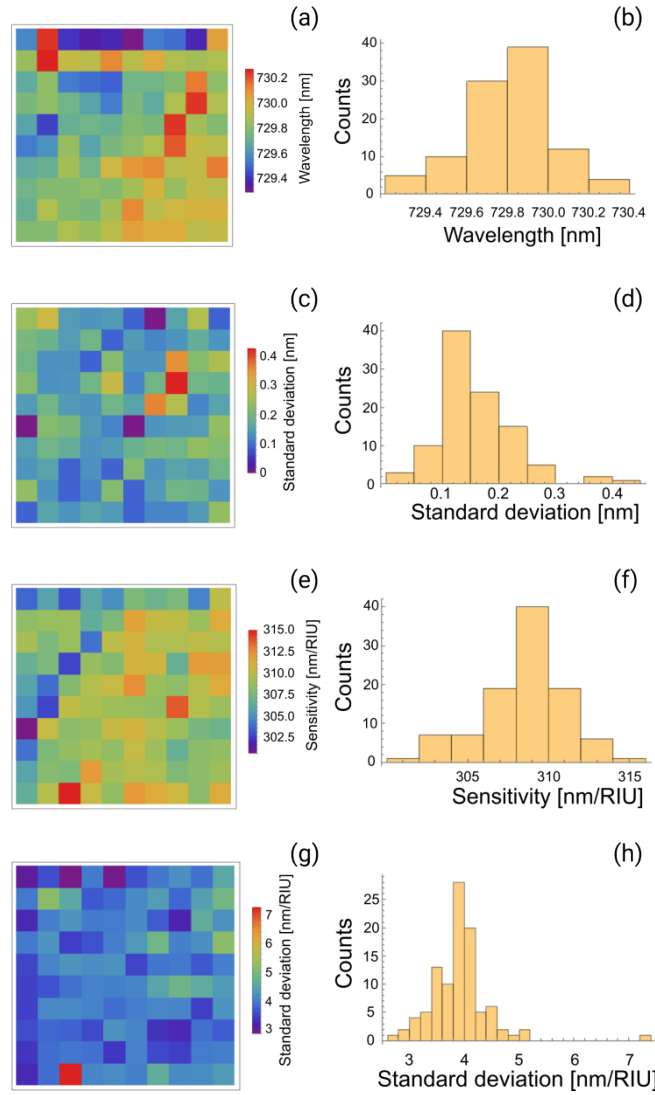 (a)
730.2
730.0
729.8
729.6
729.4
Wavelength [nm]
(b)
Counts
40
30
20
10
0
729.4 729.6 729.8 730.0 730.2 730.4
Wavelength [nm]
(c)
0.4
0.3
0.2
0.1
0
Standard deviation [nm]
(d)
Counts
40
30
20
10
0
0.1 0.2 0.3 0.4
Standard deviation [nm]
(e)
315.0
312.5
310.0
307.5
305.0
302.5
Sensitivity [nm/RIU]
(f)
Counts
40
30
20
10
0
305 310 315
Sensitivity [nm/RIU]
(g)
7
6
5
4
3
Standard deviation [nm/RIU]
(h)
Counts
25
20
15
10
5
0
3 4 5 6 7
Standard deviation [nm/RIU]